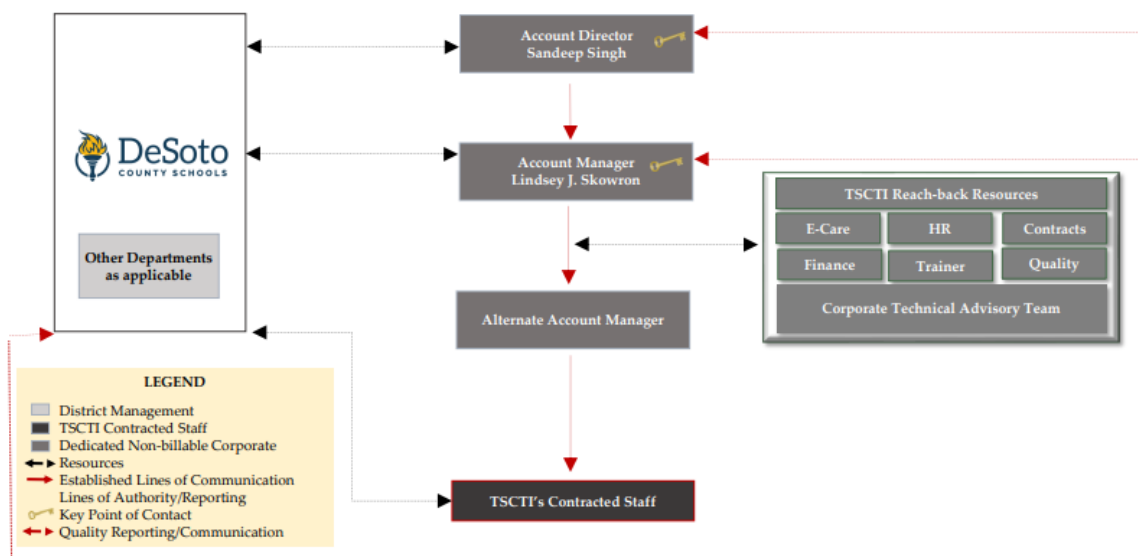 Account Director
Sandeep Singh
DeSoto
COUNTY SCHOOLS
Account Manager
Lindsey J. Skowron
TSCTI Reach-back Resources
E-Care
HR
Contracts
Finance
Trainer
Quality
Corporate Technical Advisory Team
Other Departments
as applicable
Alternate Account Manager
LEGEND
District Management
TSCTI Contracted Staff
Dedicated Non-billable Corporate
Resources
Established Lines of Communication
Lines of Authority/Reporting
Key Point of Contact
Quality Reporting/Communication
TSCTI's Contracted Staff